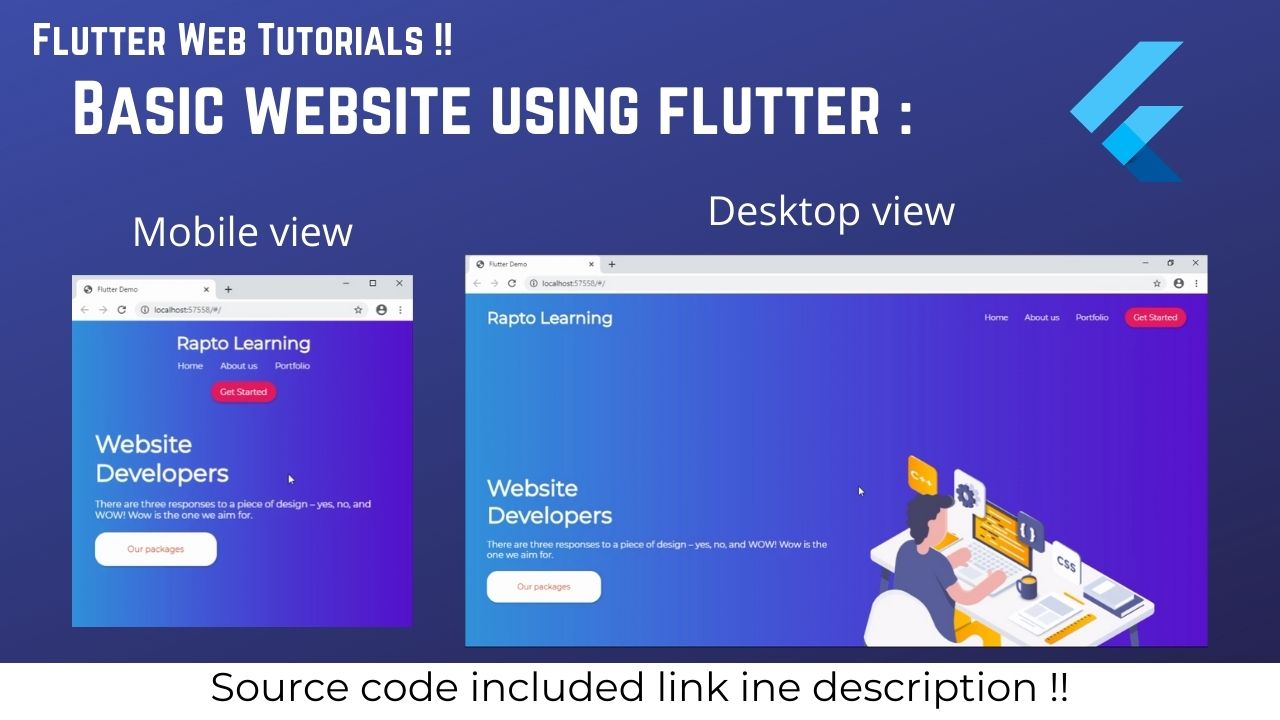 Flutter Web Tutorials !!
Basic website using flutter :
Mobile view
Desktop view
Flutter Demo
localhost:57558/#/
Rapto Learning
Home About us Portfolio
Get Started
Website
Developers
There are three responses to a piece of design – yes, no, and
WOW! Wow is the one we aim for.
Our packages
Flutter Demo
localhost:57558/#/
Rapto Learning
Home About us Portfolio Get Started
C++
{ }
CSS
Website
Developers
There are three responses to a piece of design – yes, no, and WOW! Wow is the
one we aim for.
Our packages
Source code included link ine description !!